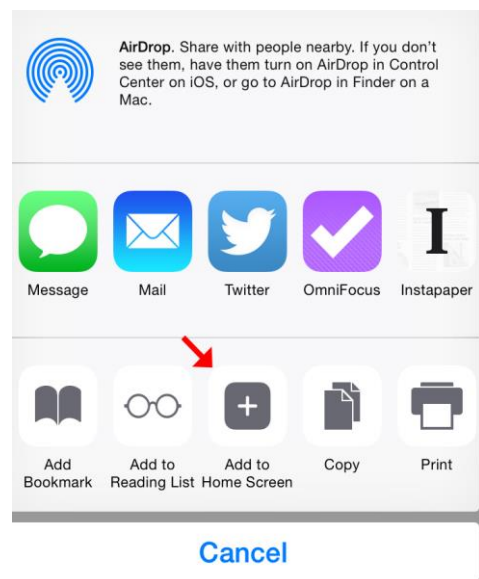 AirDrop. Share with people nearby. If you don't
see them, have them turn on AirDrop in Control
Center on iOS, or go to AirDrop in Finder on a
Mac.
Message Mail Twitter OmniFocus Instapaper
Add Bookmark
Add to Reading List
Add to Home Screen
Copy
Print
Cancel